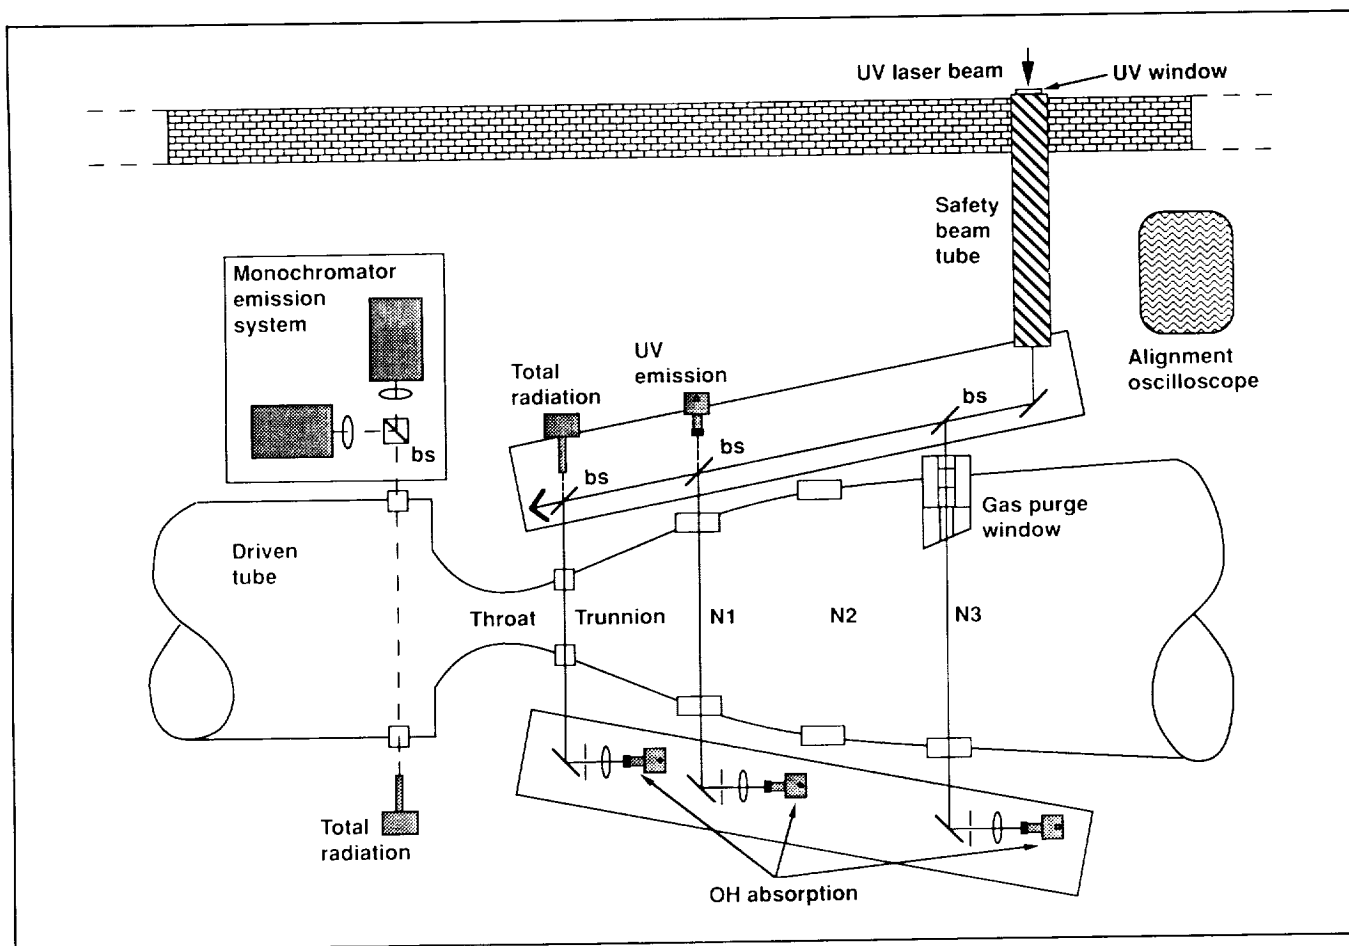 UV laser beam
UV window
Safety
beam
tube
Alignment
oscilloscope
Monochromator
emission
system
bs
Total
radiation
UV
emission
bs
bs
bs
Gas purge
window
Driven
tube
Throat
Trunnion
N1
N2
N3
Total
radiation
OH absorption